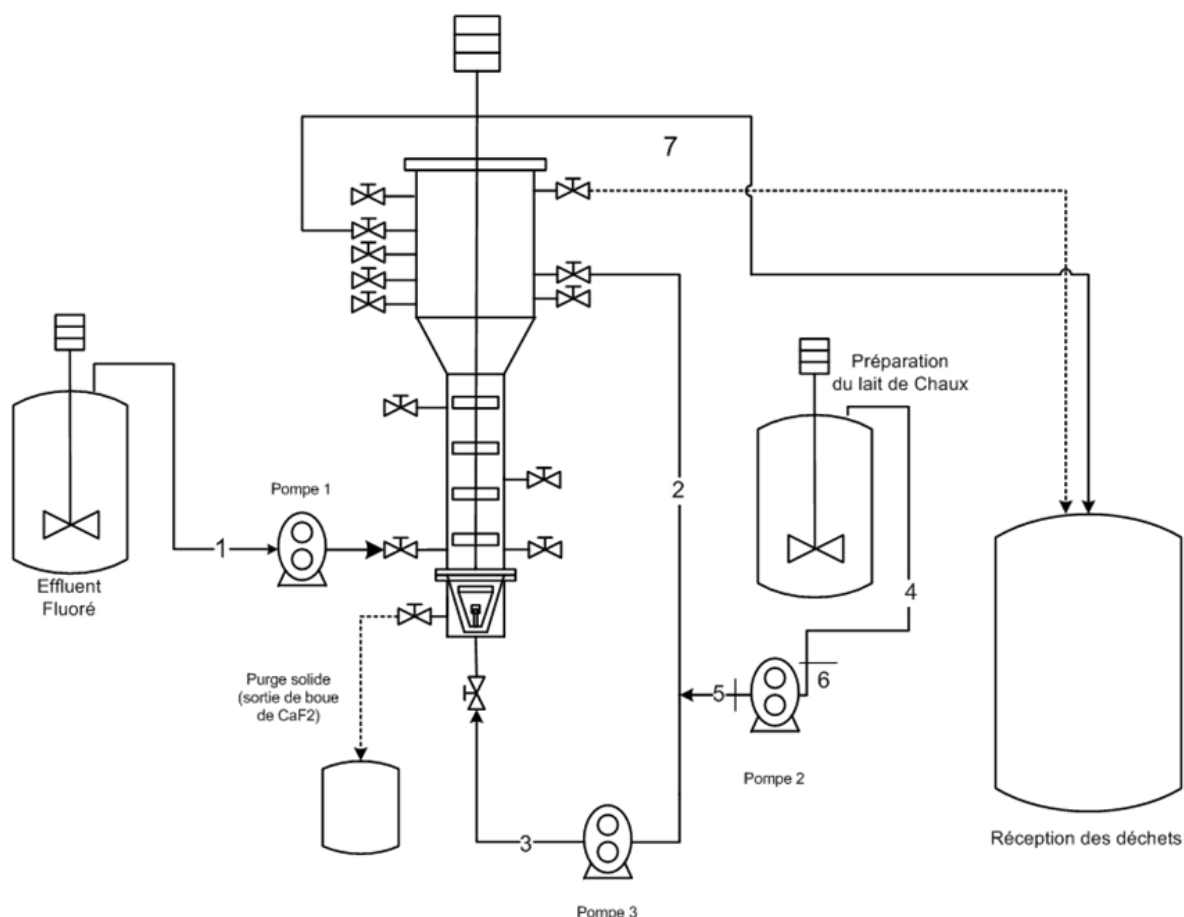 7
Préparation
du lait de Chaux
Pompe 1
2
1
Effluent
Fluoré
4
Purge solide
(sortie de boue
de CaF2)
5
6
Pompe 2
3
Réception des déchets
Pompe 3